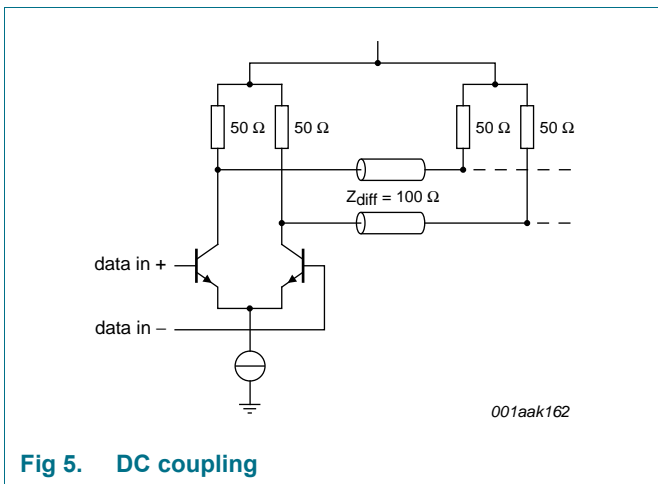 50 Ω 50 Ω 50 Ω 50 Ω
Zdiff = 100 Ω
data in +
data in −
001aak162
Fig 5. DC coupling